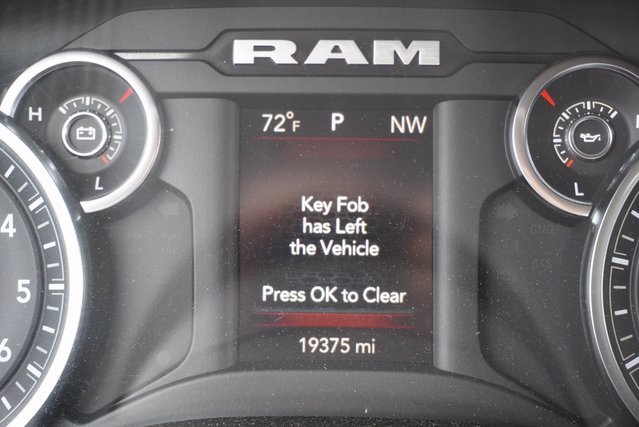 RAM
72°F P NW
H
L
L
4
5
6
Key Fob
has Left
the Vehicle
Press OK to Clear
19375 mi